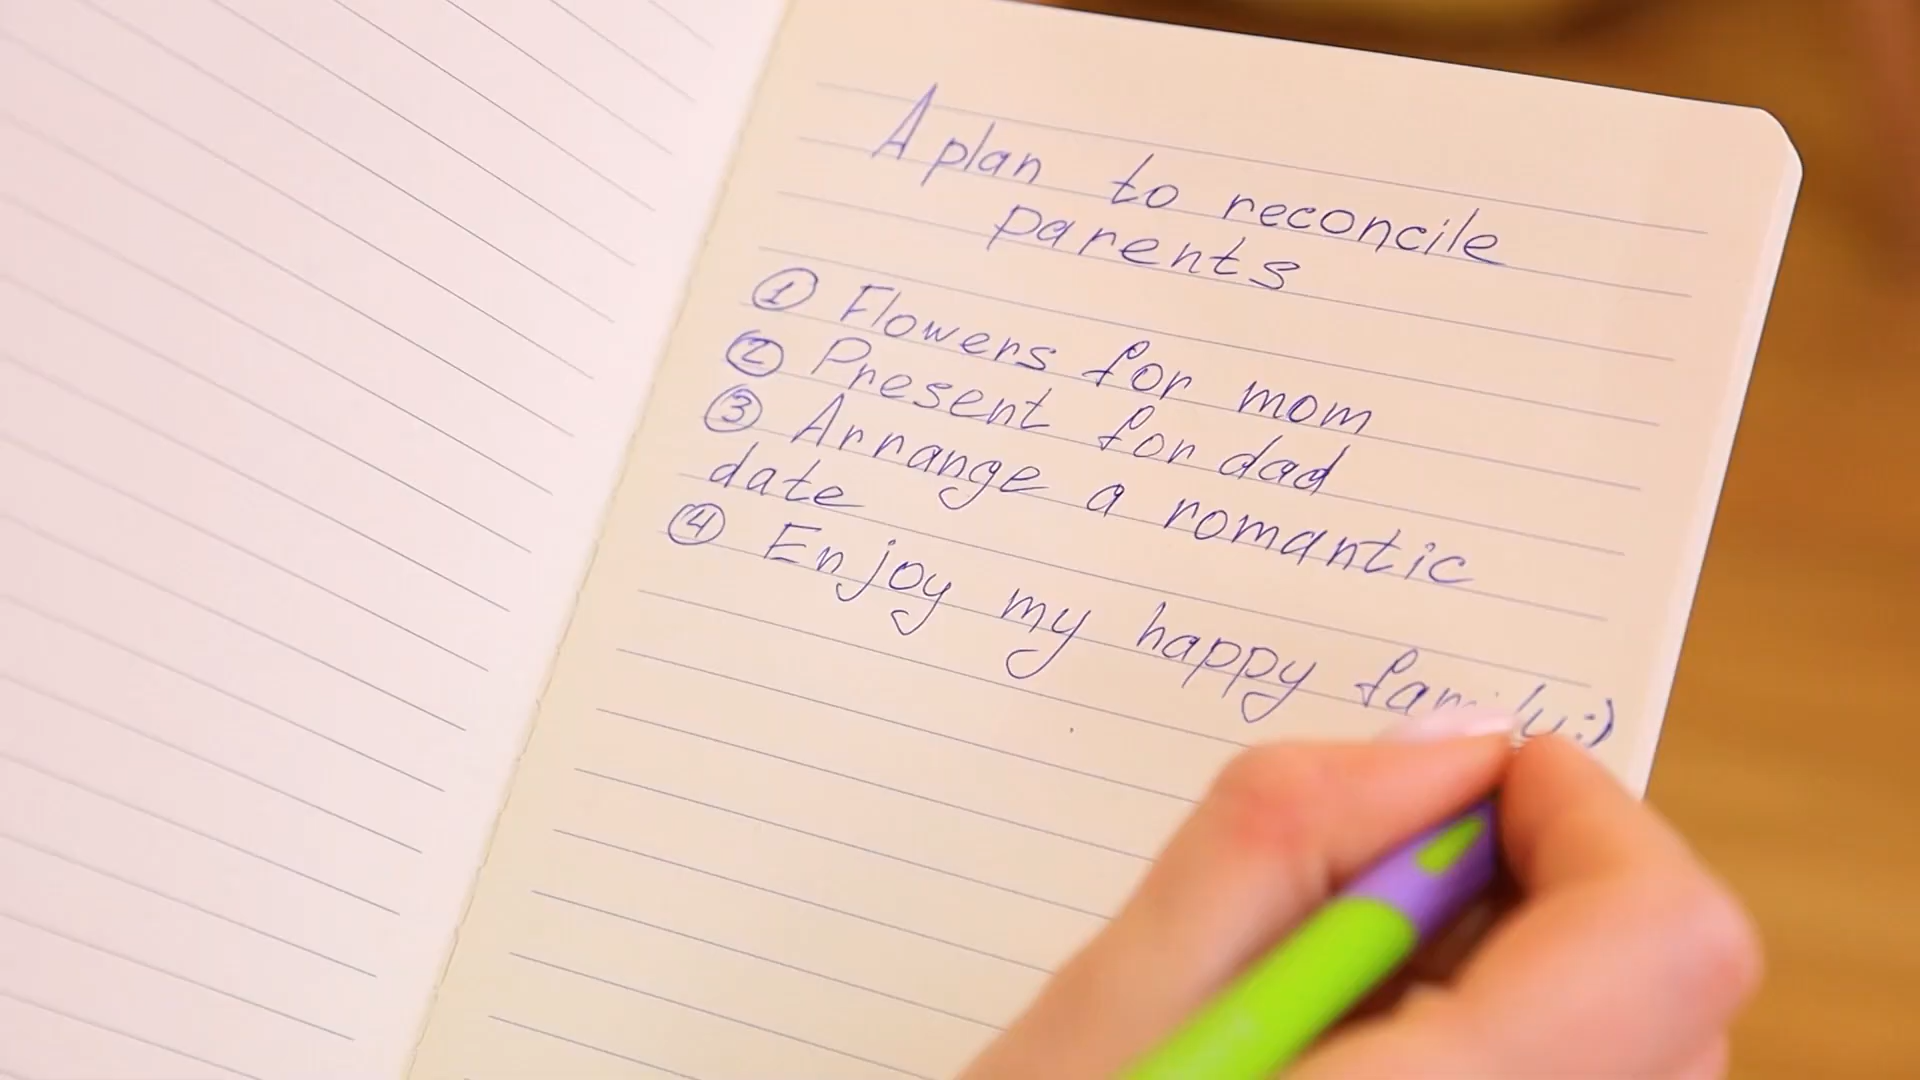 A plan to reconcile
parents
① Flowers for mom
② Present for dad
③ Arrange a romantic
date
④ Enjoy my happy family:)